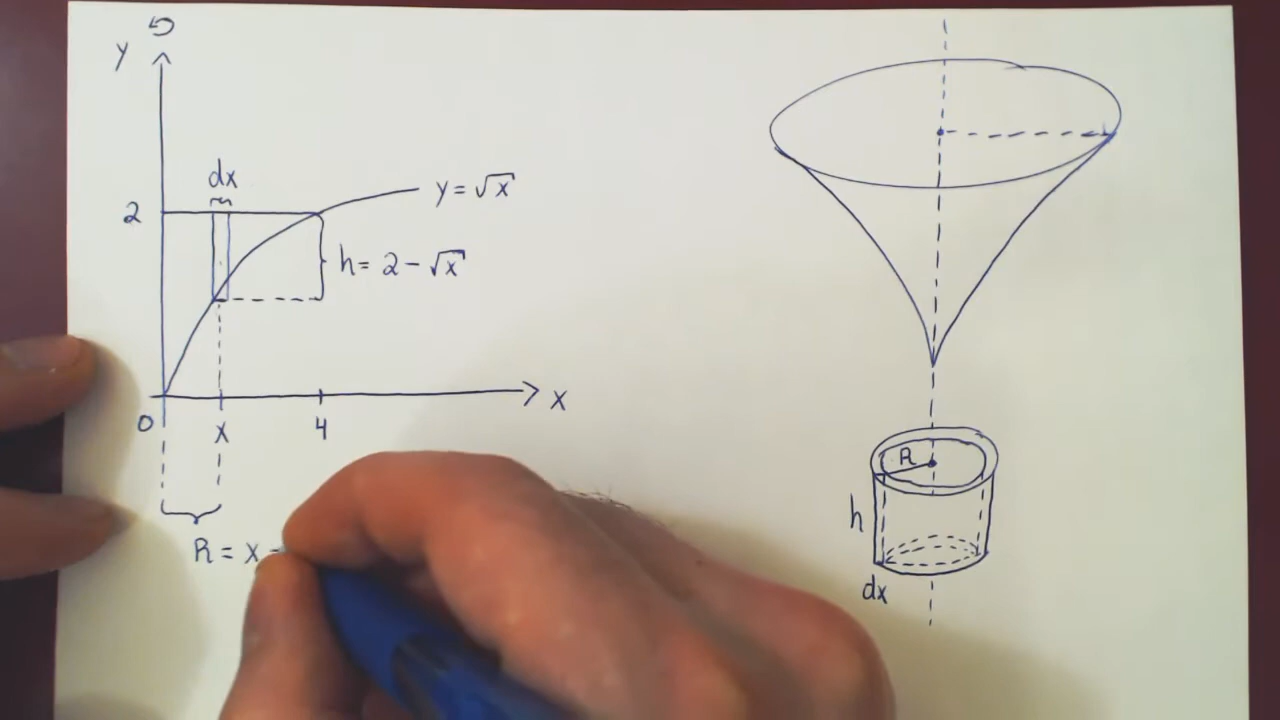 y
dx
2
y = √x
h = 2 - √x
0
x
4
x
R = x -
R
h
dx